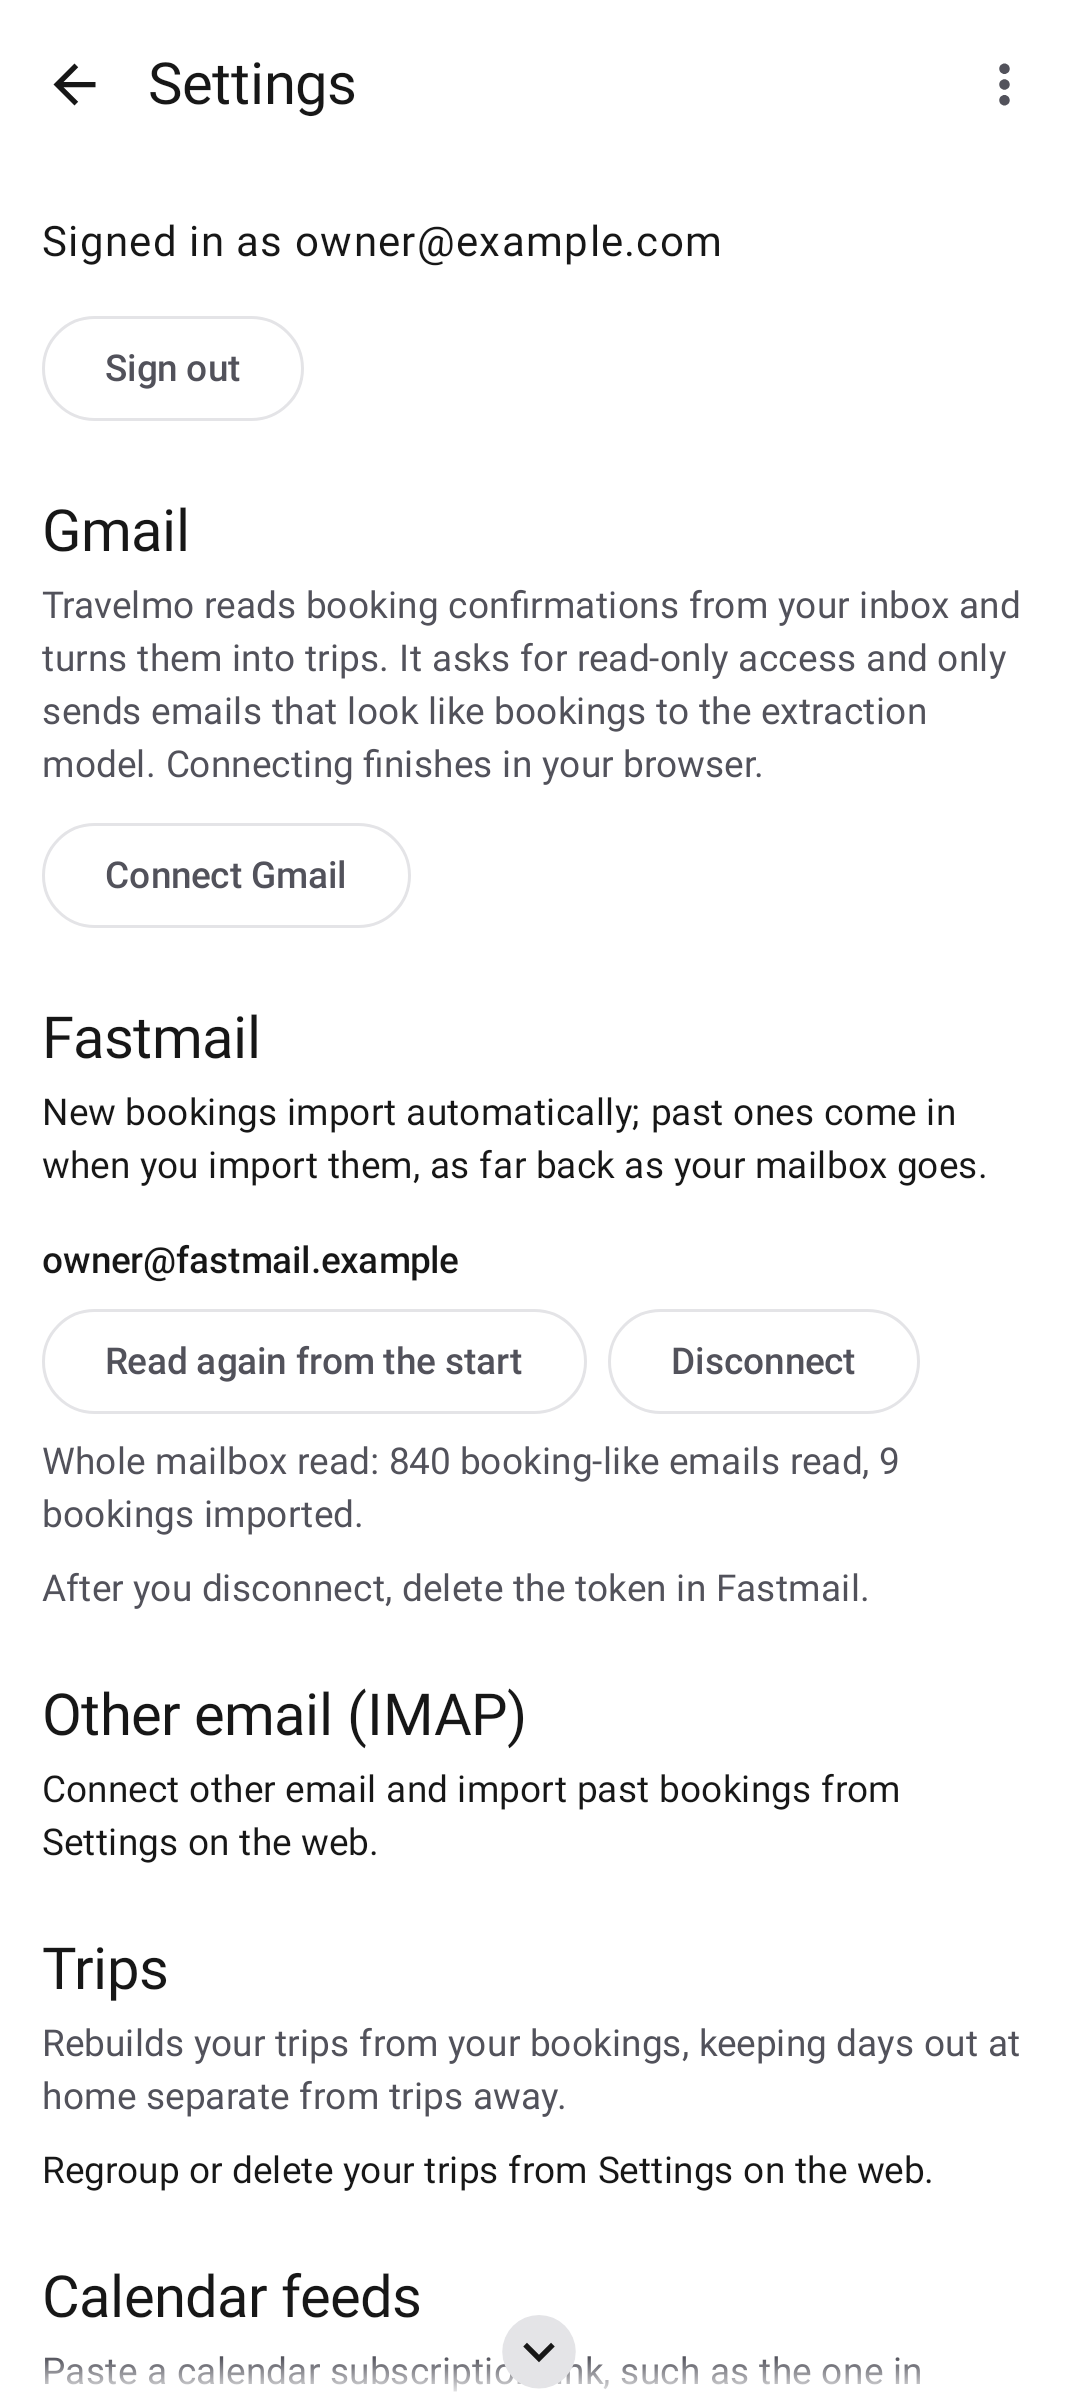 Settings
Signed in as owner@example.com
Sign out
Gmail
Travelmo reads booking confirmations from your inbox and
turns them into trips. It asks for read-only access and only
sends emails that look like bookings to the extraction
model. Connecting finishes in your browser.
Connect Gmail
Fastmail
New bookings import automatically; past ones come in
when you import them, as far back as your mailbox goes.
owner@fastmail.example
Read again from the start
Disconnect
Whole mailbox read: 840 booking-like emails read, 9
bookings imported.
After you disconnect, delete the token in Fastmail.
Other email (IMAP)
Connect other email and import past bookings from
Settings on the web.
Trips
Rebuilds your trips from your bookings, keeping days out at
home separate from trips away.
Regroup or delete your trips from Settings on the web.
Calendar feeds
Paste a calendar such as the one in